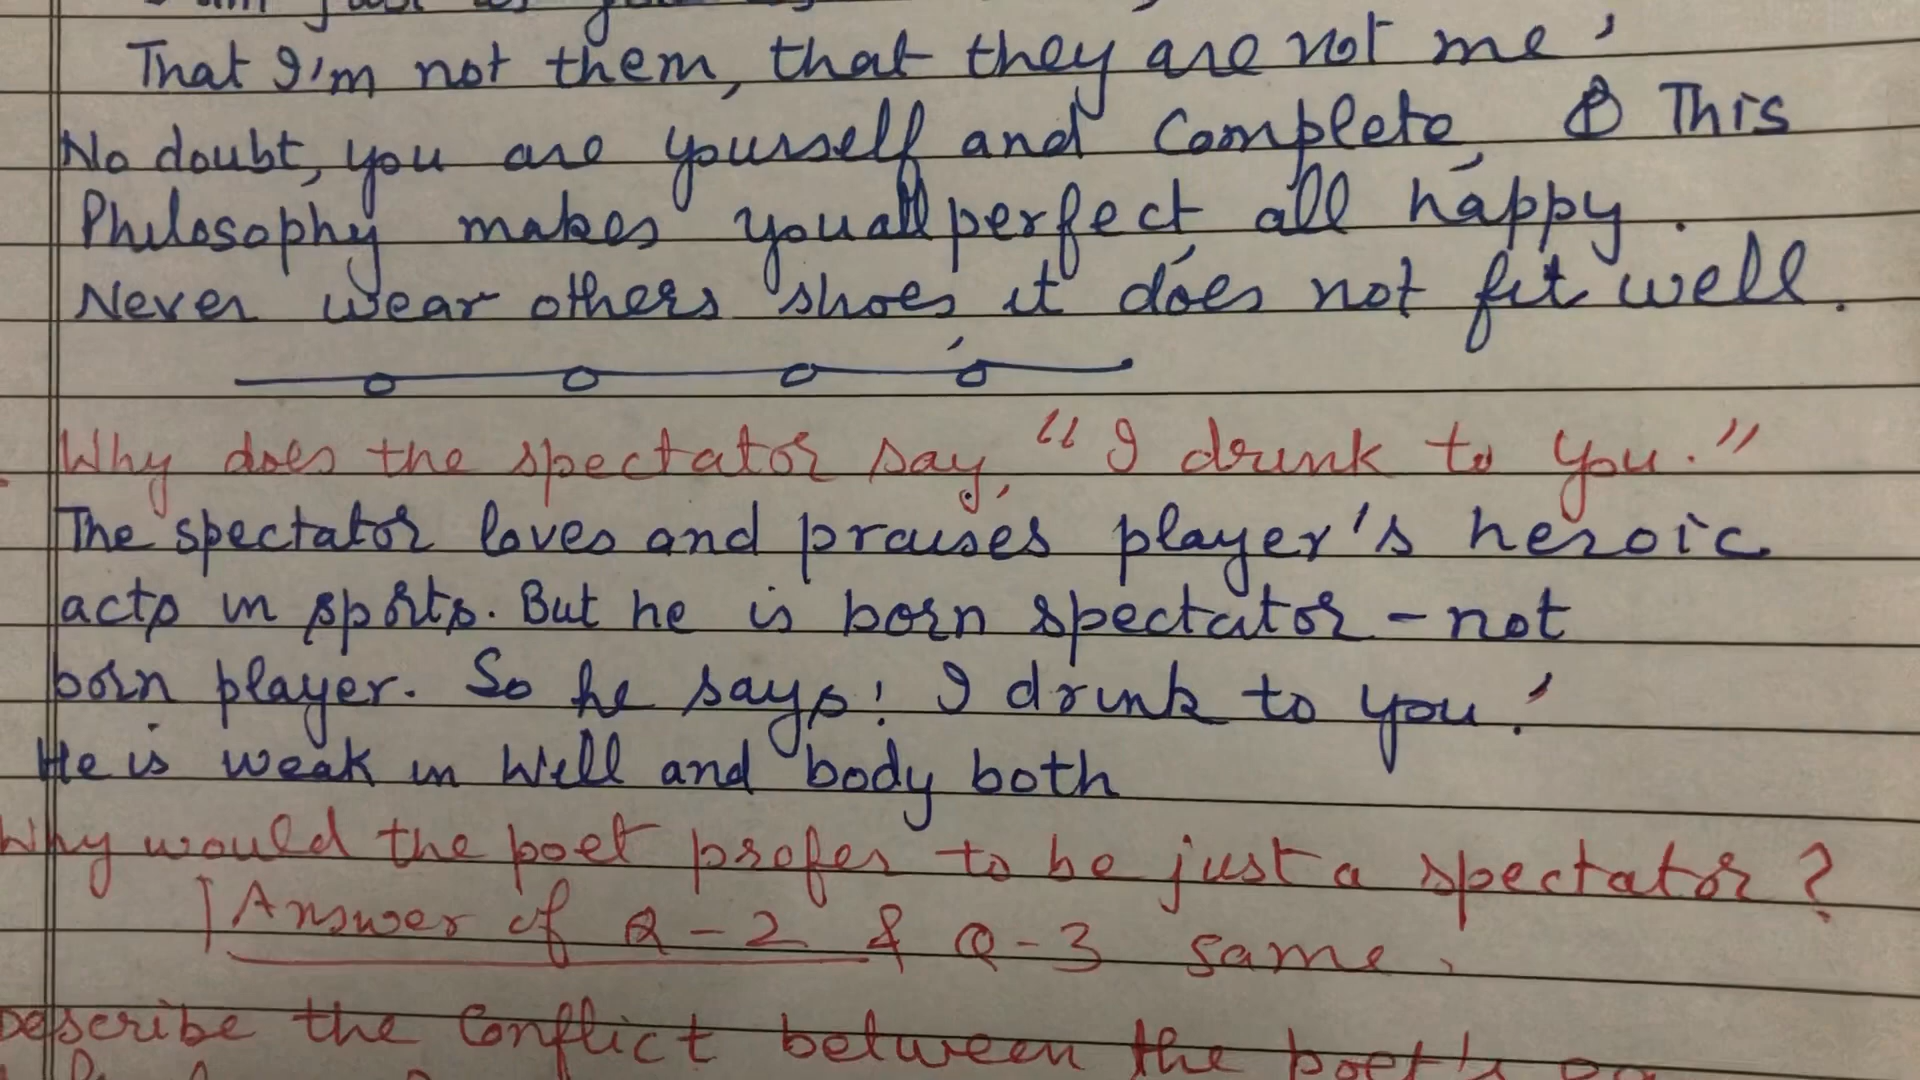 That I'm not them, that they are not me'
No doubt, you are yourself and Complete, This
Philosophy makes you all perfect all happy.
Never wear others shoes, it does not fit well.
Why does the spectator say, "I drink to you."
The spectator loves and praises player's heroic
acts in sports. But he is born spectator - not
born player. So he says: I drink to you.'
He is weak in Will and body both
Why would the poet prefer to be just a spectator?
Answer of Q-2 & Q-3 same.
Describe the Conflict between the poet's